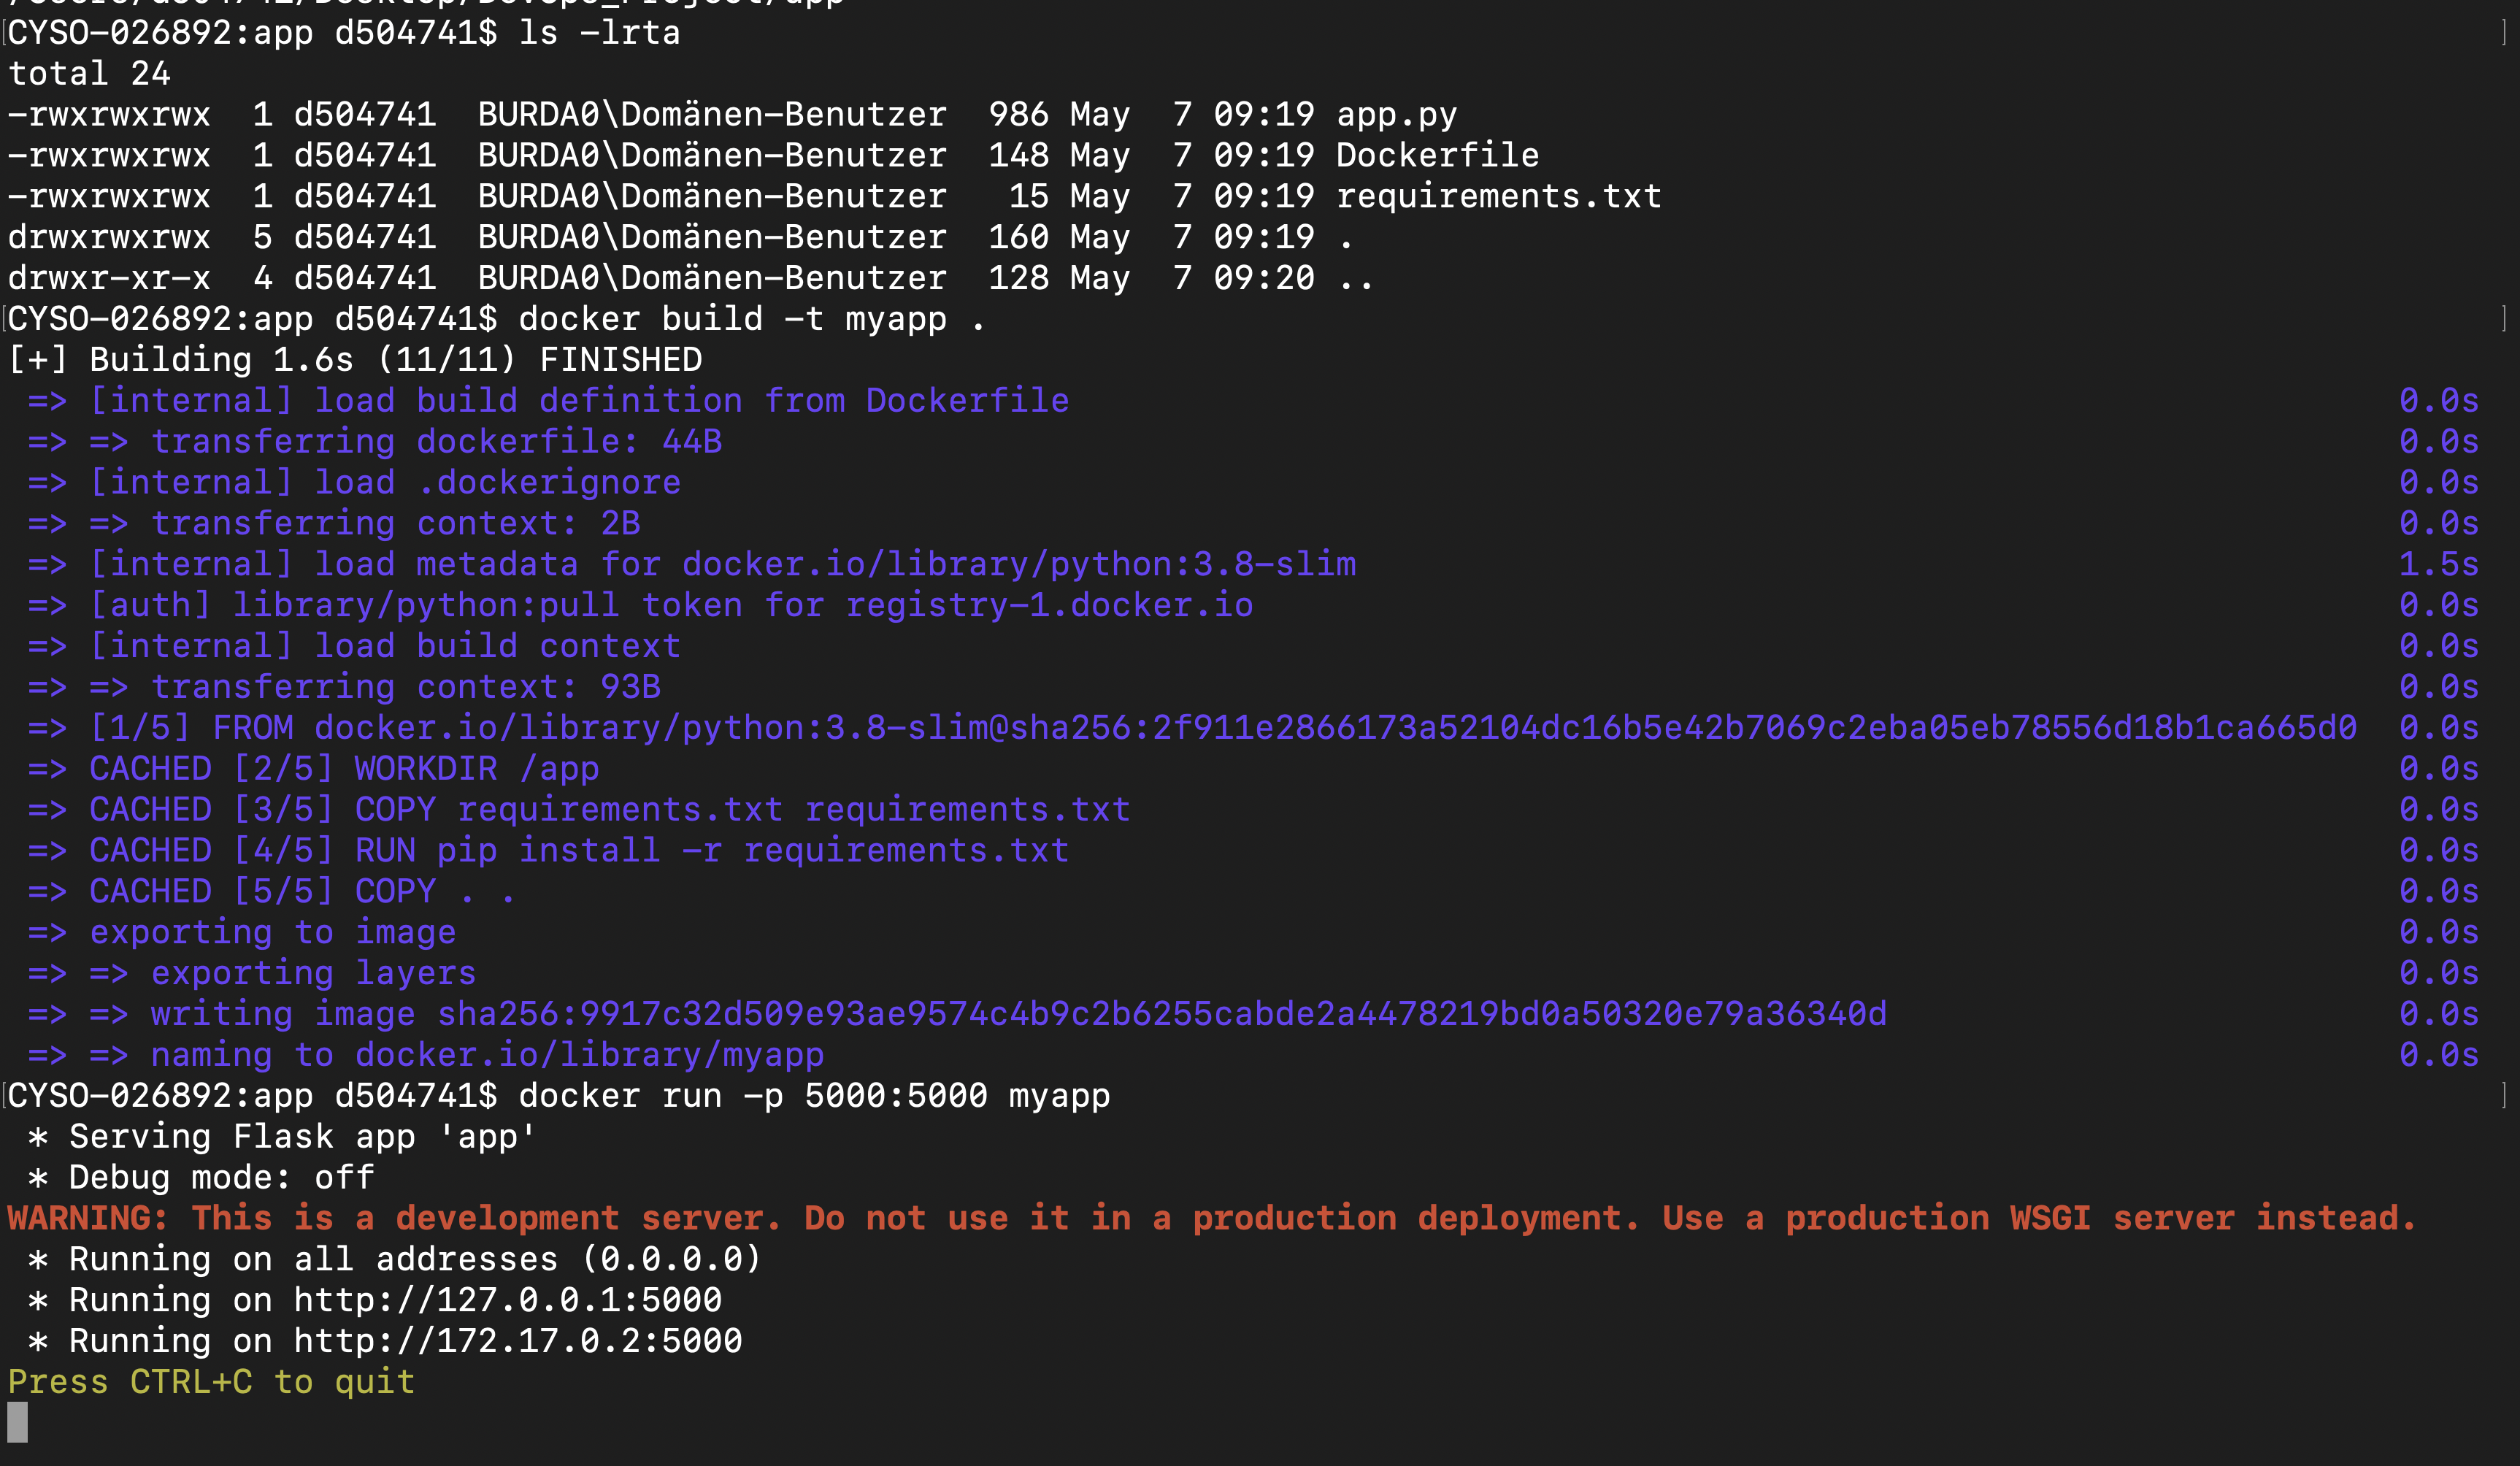 /Users/d504741/Desktop/Devops_Project/app
CYSO-026892:app d504741$ ls -lrta
total 24
-rwxrwxrwx  1 d504741  BURDA0\Domänen-Benutzer  986 May  7 09:19 app.py
-rwxrwxrwx  1 d504741  BURDA0\Domänen-Benutzer  148 May  7 09:19 Dockerfile
-rwxrwxrwx  1 d504741  BURDA0\Domänen-Benutzer   15 May  7 09:19 requirements.txt
drwxrwxrwx  5 d504741  BURDA0\Domänen-Benutzer  160 May  7 09:19 .
drwxr-xr-x  4 d504741  BURDA0\Domänen-Benutzer  128 May  7 09:20 ..
CYSO-026892:app d504741$ docker build -t myapp .
[+] Building 1.6s (11/11) FINISHED
 => [internal] load build definition from Dockerfile 0.0s
 => => transferring dockerfile: 44B 0.0s
 => [internal] load .dockerignore 0.0s
 => => transferring context: 2B 0.0s
 => [internal] load metadata for docker.io/library/python:3.8-slim 1.5s
 => [auth] library/python:pull token for registry-1.docker.io 0.0s
 => [internal] load build context 0.0s
 => => transferring context: 93B 0.0s
 => [1/5] FROM docker.io/library/python:3.8-slim@sha256:2f911e2866173a52104dc16b5e42b7069c2eba05eb78556d18b1ca665d0 0.0s
 => CACHED [2/5] WORKDIR /app 0.0s
 => CACHED [3/5] COPY requirements.txt requirements.txt 0.0s
 => CACHED [4/5] RUN pip install -r requirements.txt 0.0s
 => CACHED [5/5] COPY . . 0.0s
 => exporting to image 0.0s
 => => exporting layers 0.0s
 => => writing image sha256:9917c32d509e93ae9574c4b9c2b6255cabde2a4478219bd0a50320e79a36340d 0.0s
 => => naming to docker.io/library/myapp 0.0s
CYSO-026892:app d504741$ docker run -p 5000:5000 myapp
 * Serving Flask app 'app'
 * Debug mode: off
WARNING: This is a development server. Do not use it in a production deployment. Use a production WSGI server instead.
 * Running on all addresses (0.0.0.0)
 * Running on http://127.0.0.1:5000
 * Running on http://172.17.0.2:5000
Press CTRL+C to quit